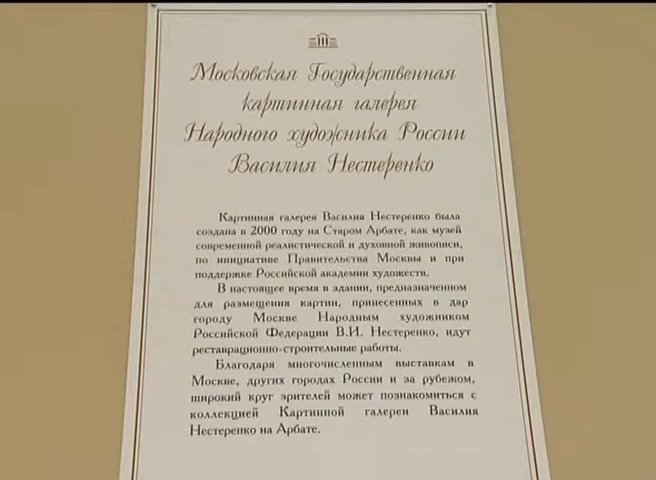 Московская Государственная
картинная галерея
Народного художника России
Василия Нестеренко
Картинная галерея Василия Нестеренко была
создана в 2000 году на Старом Арбате, как музей
современной реалистической и духовной живописи,
по инициативе Правительства Москвы и при
поддержке Российской академии художеств.
В настоящее время в здании, предназначенном
для размещения картин, принесенных в дар
городу Москве Народным художником
Российской Федерации В.И. Нестеренко, идут
реставрационно-строительные работы.
Благодаря многочисленным выставкам в
Москве, других городах России и за рубежом,
широкий круг зрителей может познакомиться с
коллекцией Картинной галереи Василия
Нестеренко на Арбате.